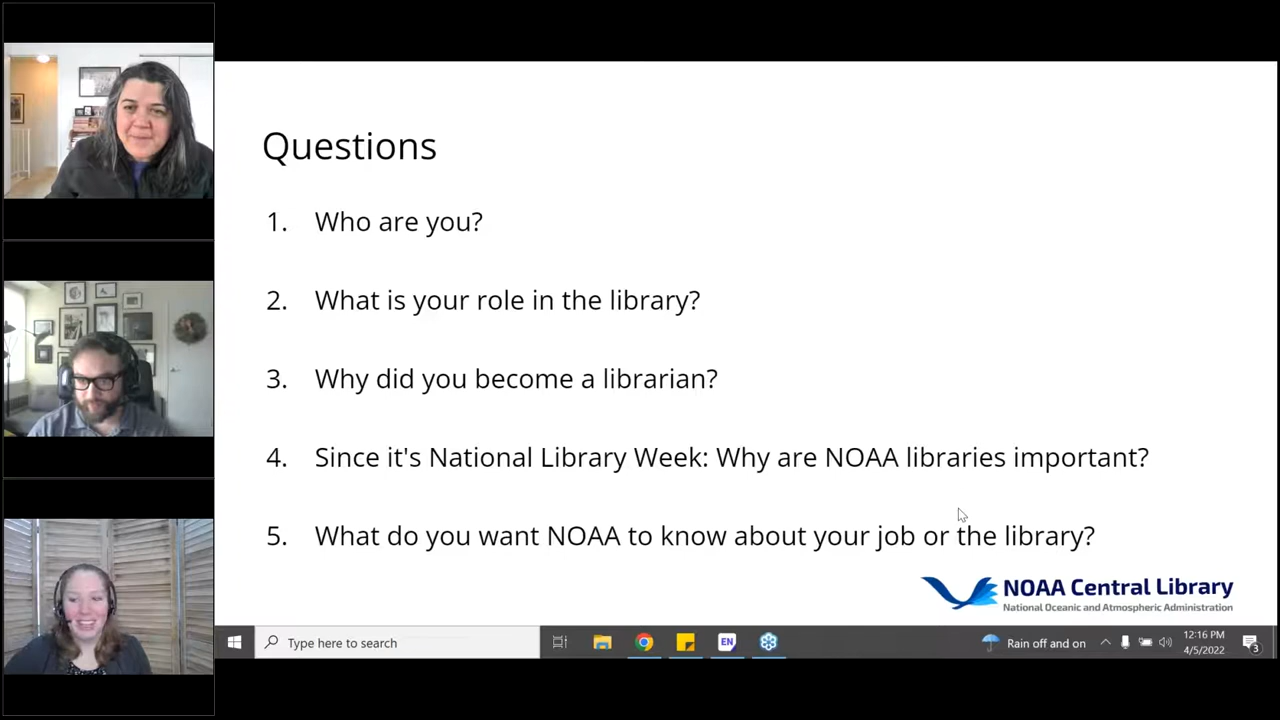 Questions
1. Who are you?
2. What is your role in the library?
3. Why did you become a librarian?
4. Since it's National Library Week: Why are NOAA libraries important?
5. What do you want NOAA to know about your job or the library?
NOAA Central Library
National Oceanic and Atmospheric Administration
Type here to search
EN
Rain off and on
12:16 PM
4/5/2022
3